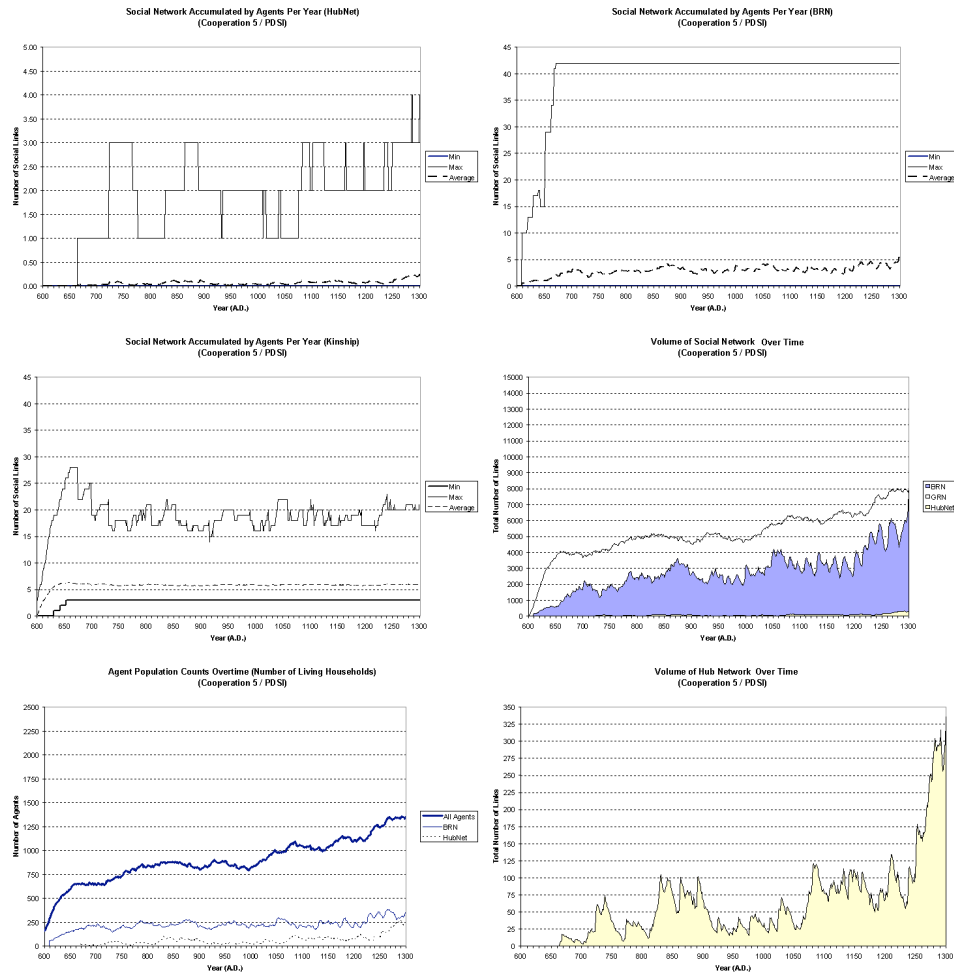 Social Network Accumulated by Agents Per Year (HubNet)
(Cooperation 5 / PDSI)
Number of Social Links
5.00
4.50
4.00
3.50
3.00
2.50
2.00
1.50
1.00
0.50
0.00
600 650 700 750 800 850 900 950 1000 1050 1100 1150 1200 1250 1300
Year (A.D.)
Min
Max
Average
Social Network Accumulated by Agents Per Year (BRN)
(Cooperation 5 / PDSI)
Number of Social Links
45
40
35
30
25
20
15
10
5
0
600 650 700 750 800 850 900 950 1000 1050 1100 1150 1200 1250 1300
Year (A.D.)
Min
Max
Average
Social Network Accumulated by Agents Per Year (Kinship)
(Cooperation 5 / PDSI)
Number of Social Links
45
40
35
30
25
20
15
10
5
0
600 650 700 750 800 850 900 950 1000 1050 1100 1150 1200 1250 1300
Year (A.D.)
Min
Max
Average
Volume of Social Network Over Time
(Cooperation 5 / PDSI)
Total Number of Links
15000
14000
13000
12000
11000
10000
9000
8000
7000
6000
5000
4000
3000
2000
1000
0
600 650 700 750 800 850 900 950 1000 1050 1100 1150 1200 1250 1300
Year (A.D.)
BRN
GRN
HubNet
Agent Population Counts Overtime (Number of Living Households)
(Cooperation 5 / PDSI)
Number of Agents
2500
2250
2000
1750
1500
1250
1000
750
500
250
0
600 650 700 750 800 850 900 950 1000 1050 1100 1150 1200 1250 1300
Year (A.D.)
All Agents
BRN
HubNet
Volume of Hub Network Over Time
(Cooperation 5 / PDSI)
Total Number of Links
350
325
300
275
250
225
200
175
150
125
100
75
50
25
0
600 650 700 750 800 850 900 950 1000 1050 1100 1150 1200 1250 1300
Year (A.D.)